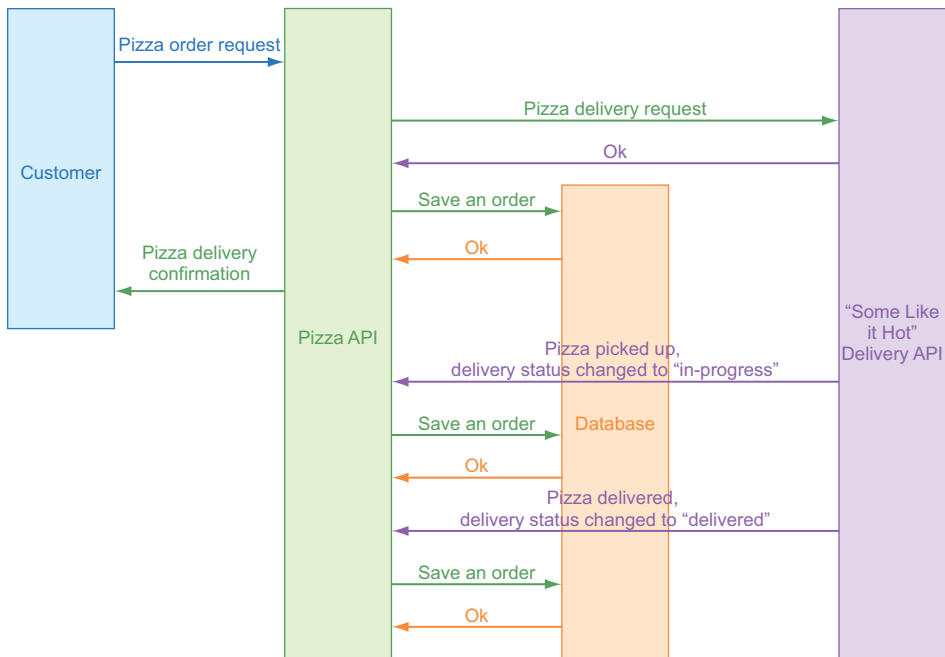 Pizza order request
Pizza delivery request
Ok
Customer
Save an order
Ok
Pizza delivery
confirmation
“Some Like
it Hot”
Delivery API
Pizza API
Pizza picked up,
delivery status changed to “in-progress”
Save an order
Database
Ok
Pizza delivered,
delivery status changed to “delivered”
Save an order
Ok